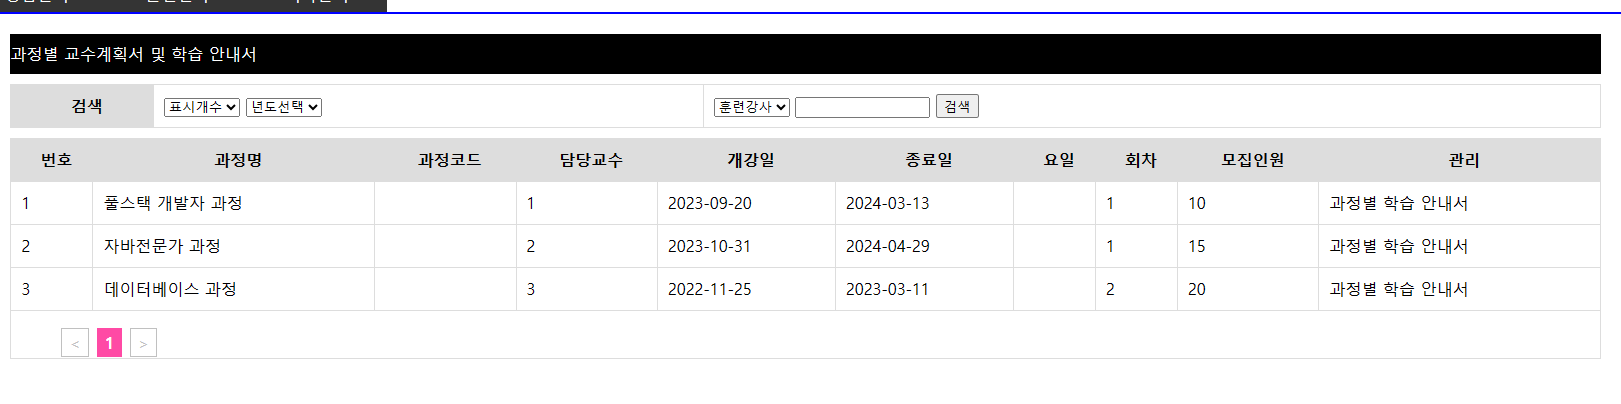 과정별 교수계획서 및 학습 안내서
검색 표시개수 년도선택 훈련강사 검색
번호 과정명 과정코드 담당교수 개강일 종료일 요일 회차 모집인원 관리
1 풀스택 개발자 과정 1 2023-09-20 2024-03-13 1 10 과정별 학습 안내서
2 자바전문가 과정 2 2023-10-31 2024-04-29 1 15 과정별 학습 안내서
3 데이터베이스 과정 3 2022-11-25 2023-03-11 2 20 과정별 학습 안내서
< 1 >